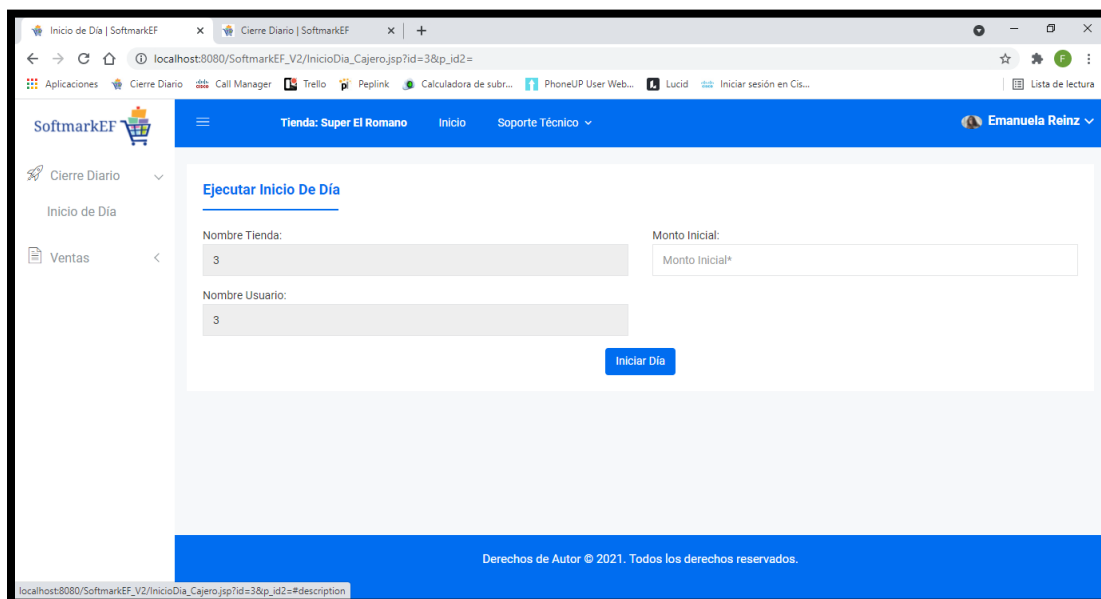 Inicio de Día | SoftmarkEF
Cierre Diario | SoftmarkEF
localhost:8080/SoftmarkEF_V2/InicioDia_Cajero.jsp?id=3&p_id2=
F
Aplicaciones Cierre Diario Call Manager Trello Peplink Calculadora de subr... PhoneUP User Web... Lucid Iniciar sesión en Cis... Lista de lectura
SoftmarkEF
Tienda: Super El Romano Inicio Soporte Técnico Emanuela Reinz
Cierre Diario
Inicio de Día
Ventas
Ejecutar Inicio De Día
Nombre Tienda:
3
Monto Inicial:
Monto Inicial*
Nombre Usuario:
3
Iniciar Día
Derechos de Autor © 2021. Todos los derechos reservados.
localhost:8080/SoftmarkEF_V2/InicioDia_Cajero.jsp?id=3&p_id2=#description